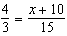 4/3 = (x + 10)/15